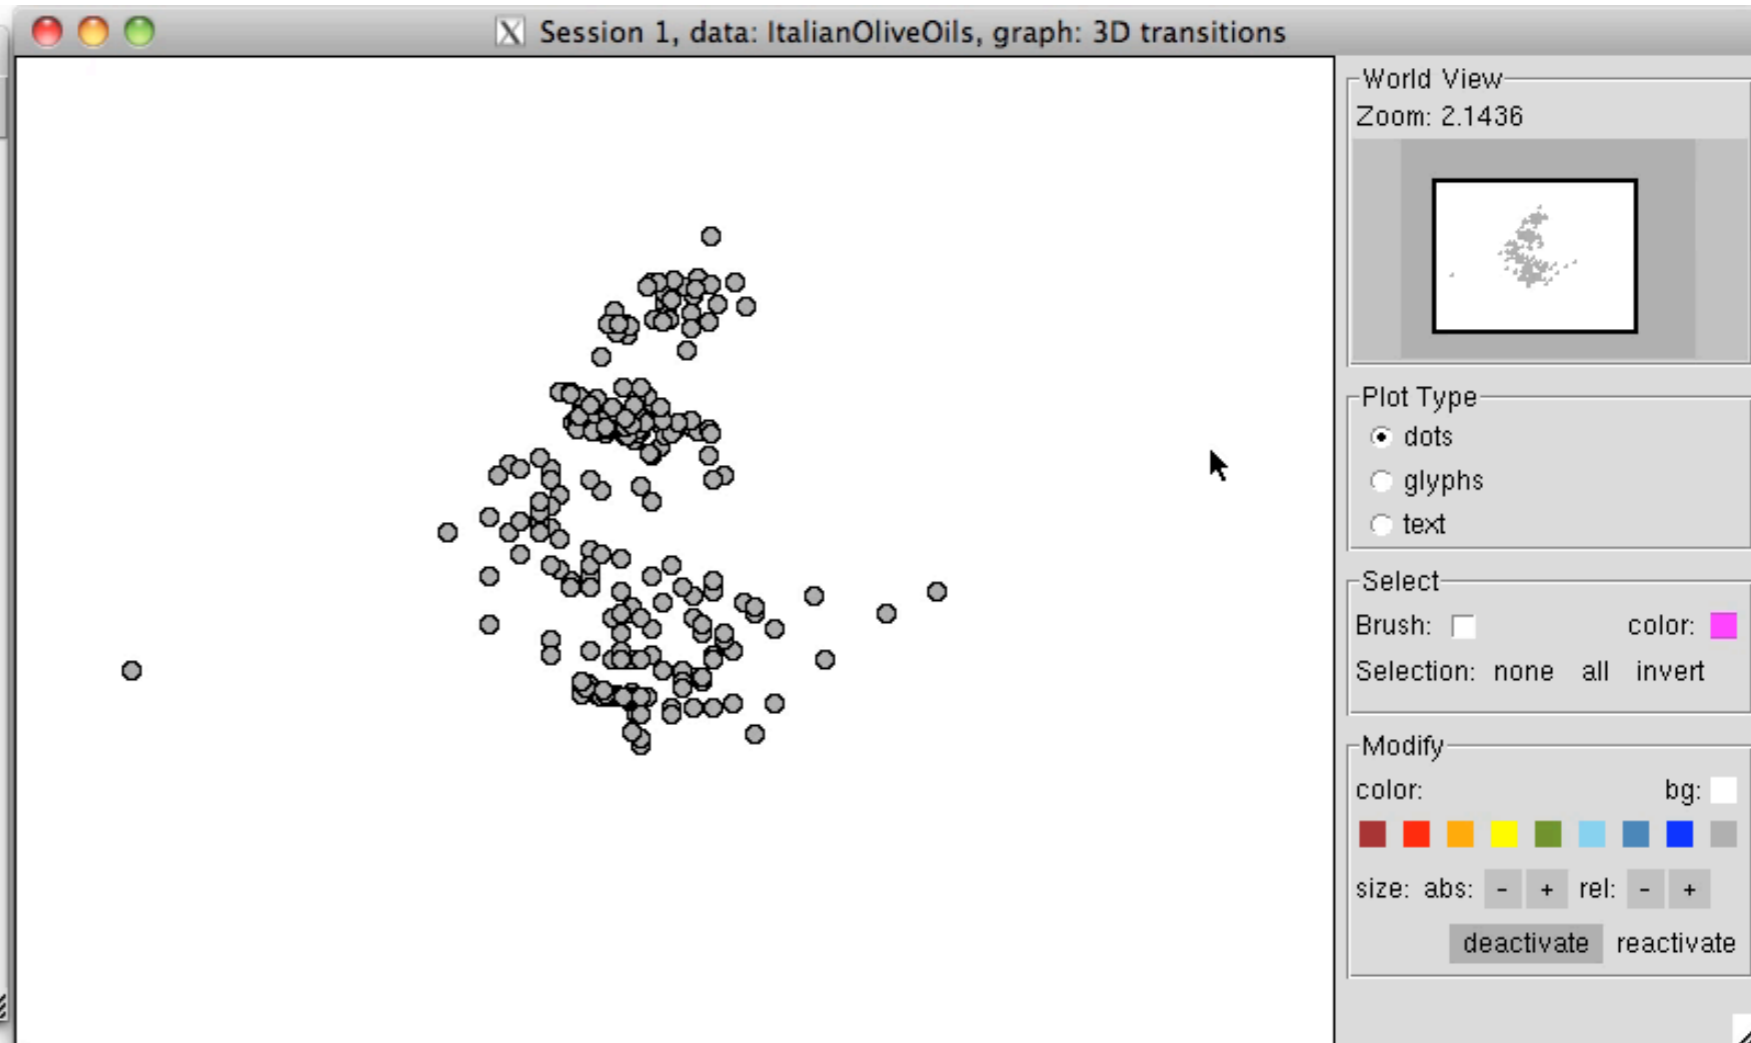 Session 1, data: ItalianOliveOils, graph: 3D transitions
World View
Zoom: 2.1436
Plot Type
dots
glyphs
text
Select
Brush: color:
Selection: none all invert
Modify
color: bg:
size: abs: - + rel: - +
deactivate reactivate